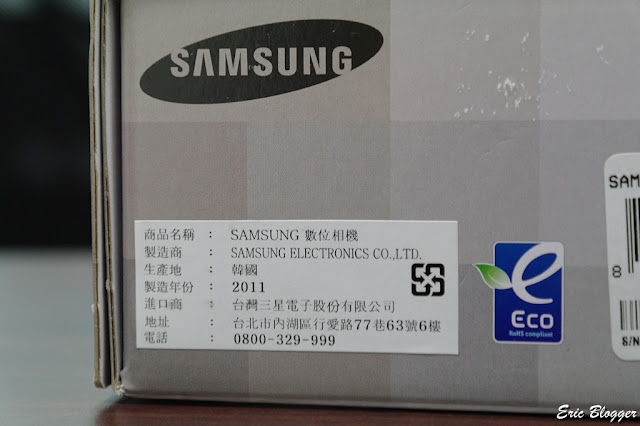 SAMSUNG
商品名稱 : SAMSUNG 數位相機
製造商 : SAMSUNG ELECTRONICS CO.,LTD.
生產地 : 韓國
製造年份 : 2011
進口商 : 台灣三星電子股份有限公司
地址 : 台北市內湖區行愛路77巷63號6樓
電話 : 0800-329-999
e
Eco
RoHS compliant
SAM
8
S/N
Eric Blogger